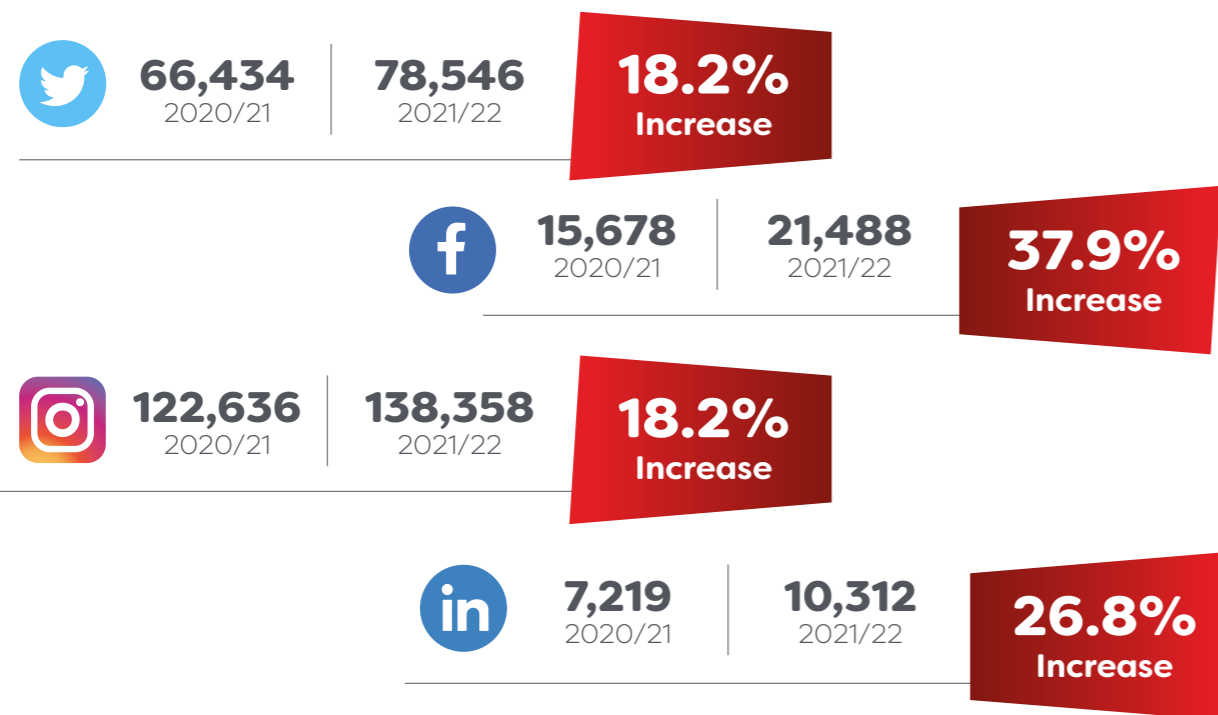 66,434 78,546 18.2%
2020/21 2021/22 Increase
15,678 21,488 37.9%
2020/21 2021/22 Increase
122,636 138,358 18.2%
2020/21 2021/22 Increase
in 7,219 10,312 26.8%
2020/21 2021/22 Increase